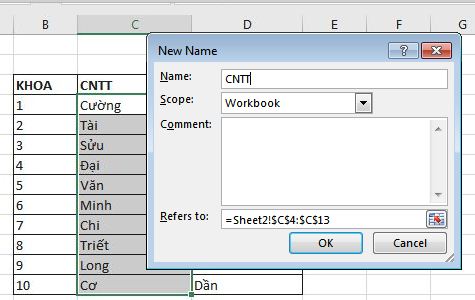 B C D E F G
New Name
KHOA CNTT
Name: CNTT
1 Cường
Scope: Workbook
2 Tài
Comment:
3 Sửu
4 Đại
5 Văn
6 Minh
7 Chi
Refers to: =Sheet2!$C$4:$C$13
8 Triết
OK Cancel
9 Long
10 Cơ Dần